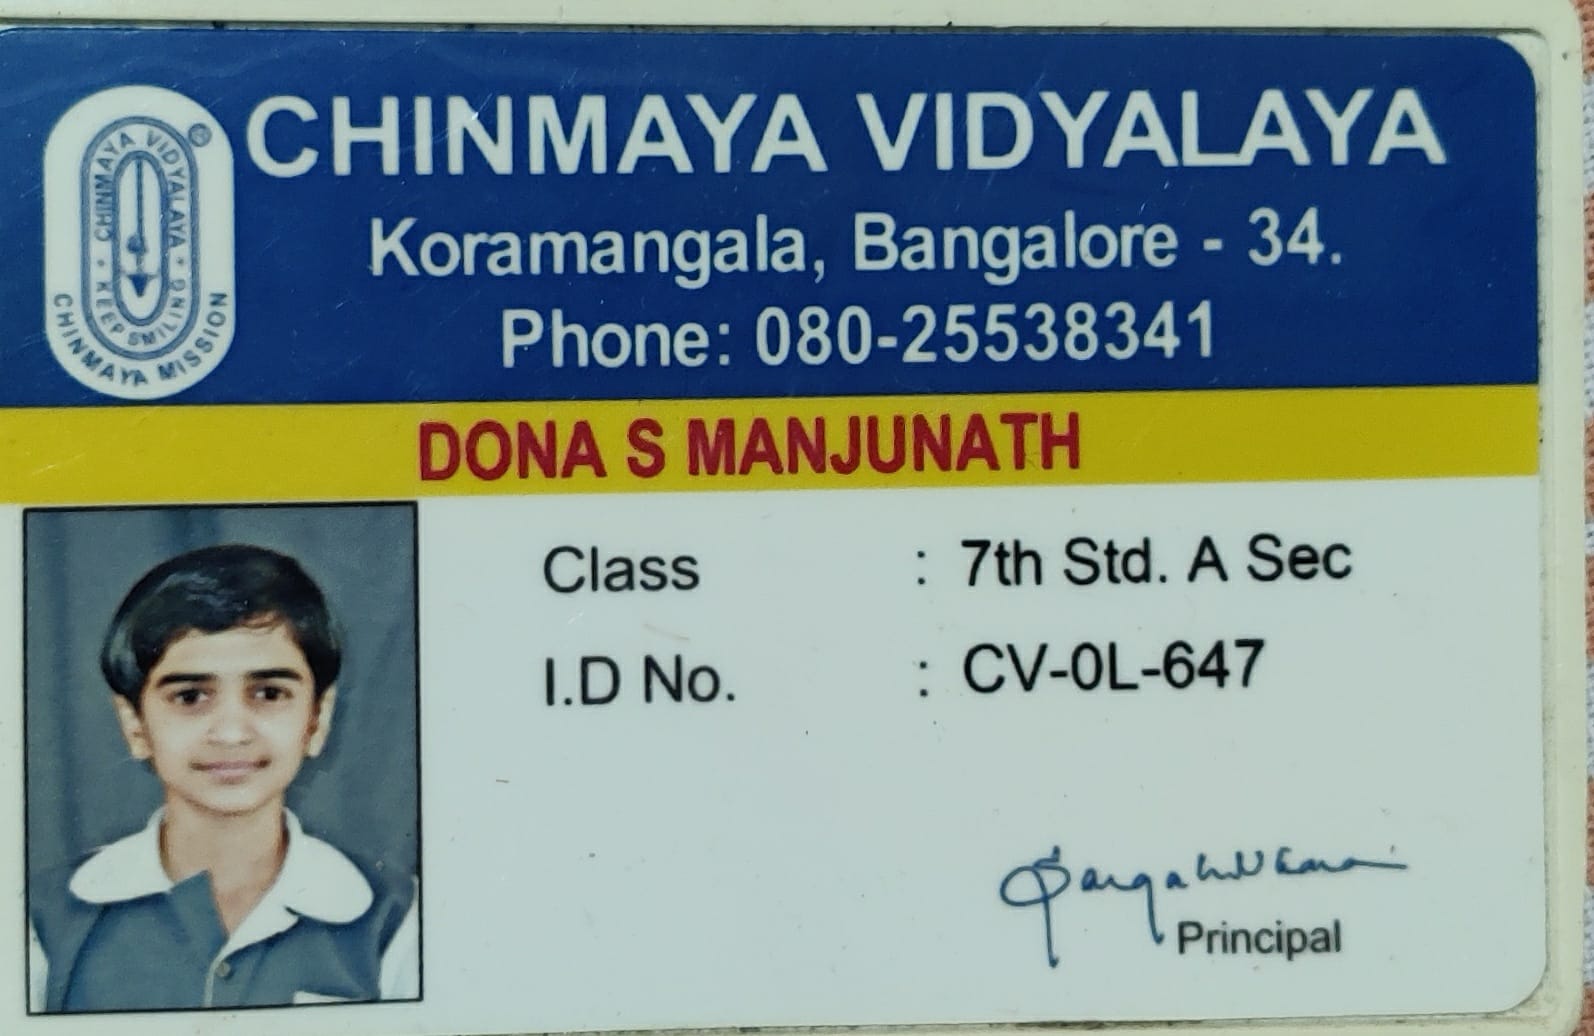 CHINMAYA VIDYALAYA
Koramangala, Bangalore - 34.
Phone: 080-25538341
CHINMAYA VIDYALAYA
KEEP SMILING
CHINMAYA MISSION
®
DONA S MANJUNATH
Class : 7th Std. A Sec
I.D No. : CV-0L-647
Principal